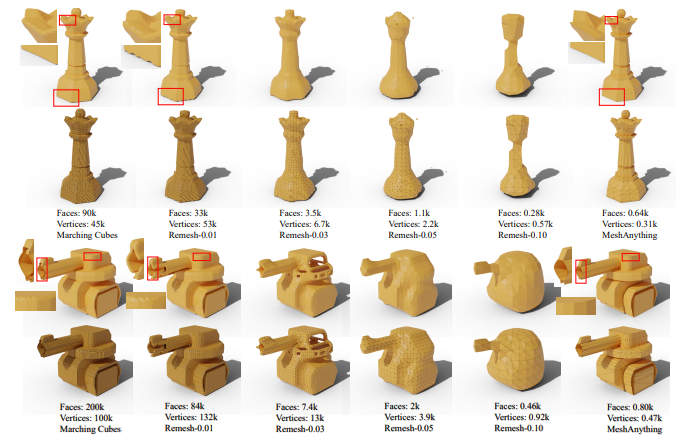 Faces: 90k
Vertices: 45k
Marching Cubes
Faces: 33k
Vertices: 53k
Remesh-0.01
Faces: 3.5k
Vertices: 6.7k
Remesh-0.03
Faces: 1.1k
Vertices: 2.2k
Remesh-0.05
Faces: 0.28k
Vertices: 0.57k
Remesh-0.10
Faces: 0.64k
Vertices: 0.31k
MeshAnything
Faces: 200k
Vertices: 100k
Marching Cubes
Faces: 84k
Vertices: 132k
Remesh-0.01
Faces: 7.4k
Vertices: 13k
Remesh-0.03
Faces: 2k
Vertices: 3.9k
Remesh-0.05
Faces: 0.46k
Vertices: 0.92k
Remesh-0.10
Faces: 0.80k
Vertices: 0.47k
MeshAnything